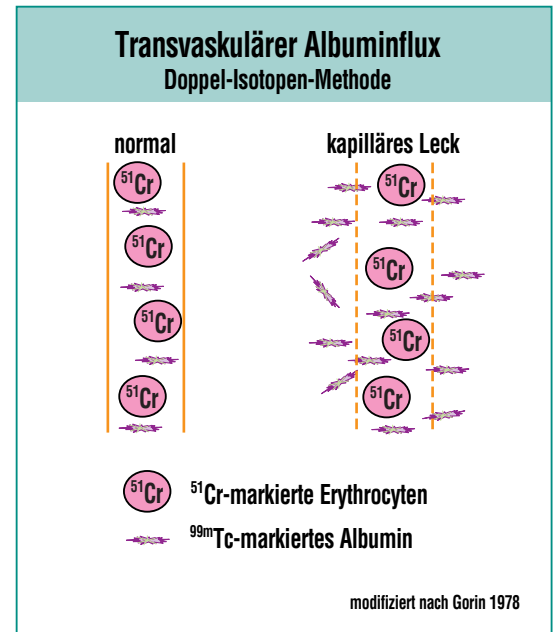 Transvaskulärer Albuminflux
Doppel-Isotopen-Methode
normal
kapilläres Leck
⁵¹Cr
⁵¹Cr
⁵¹Cr
⁵¹Cr
⁵¹Cr
⁵¹Cr
⁵¹Cr
⁵¹Cr
⁵¹Cr ⁵¹Cr-markierte Erythrocyten
⁹⁹ᵐTc-markiertes Albumin
modifiziert nach Gorin 1978